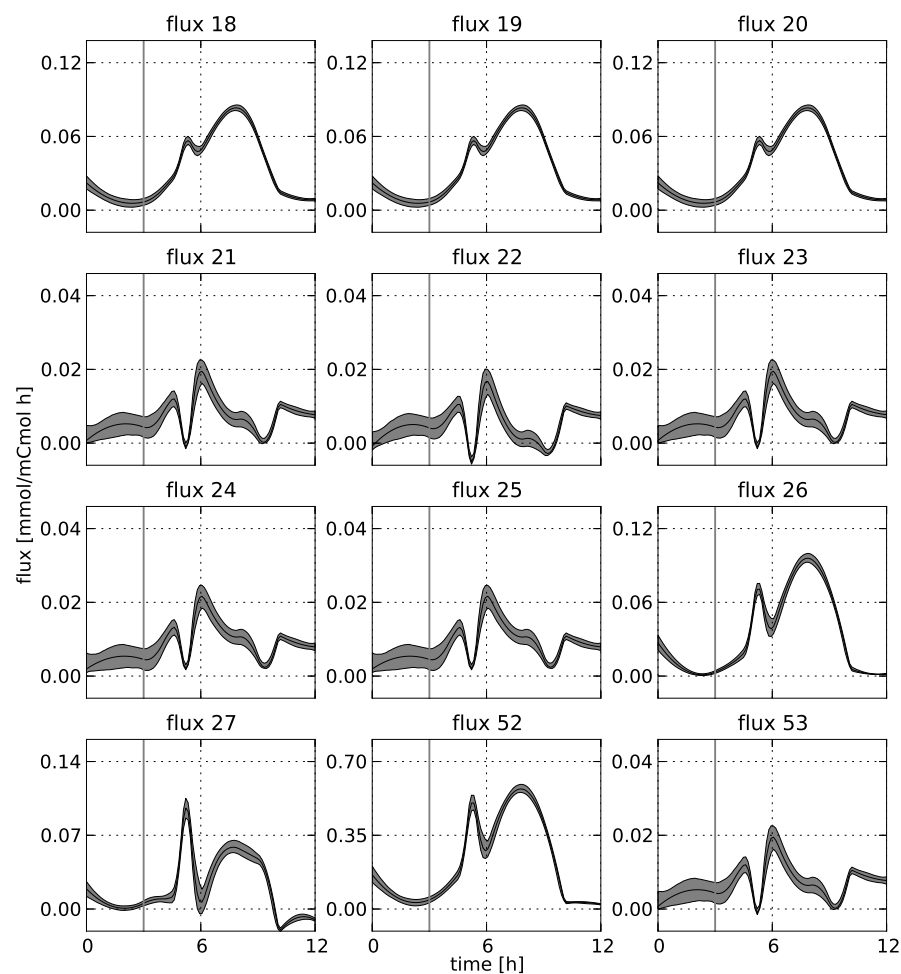 flux 18 flux 19 flux 20
0.12 0.12 0.12
0.06 0.06 0.06
0.00 0.00 0.00
flux 21 flux 22 flux 23
0.04 0.04 0.04
0.02 0.02 0.02
0.00 0.00 0.00
flux [mmol/mCmol h]
flux 24 flux 25 flux 26
0.04 0.04 0.12
0.02 0.02 0.06
0.00 0.00 0.00
flux 27 flux 52 flux 53
0.14 0.70 0.04
0.07 0.35 0.02
0.00 0.00 0.00
0 6 12 0 6 12 0 6 12
time [h]